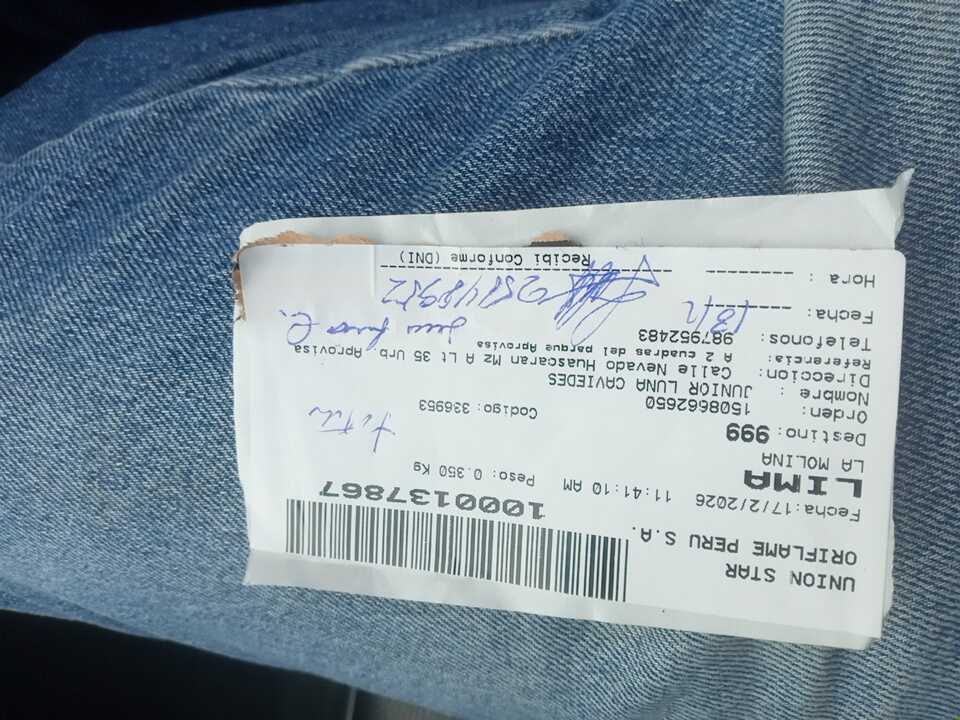 UNION STAR
ORIFLAME PERU S.A.
Fecha:17/2/2026 11:41:10 AM
1000137867
LIMA Peso: 0.350 Kg
LA MOLINA
Destino: 999
Orden: 1508662650 Codigo: 336953
Nombre : JUNIOR LUNA CAVIEDES
Direccion: Calle Nevado Huascaran Mz A Lt 35 Urb. Aprovisa
Referencia: A 2 cuadras del parque Aprovisa
Telefonos: 987952483
Fecha:
Hora :
Recibi Conforme (DNI)